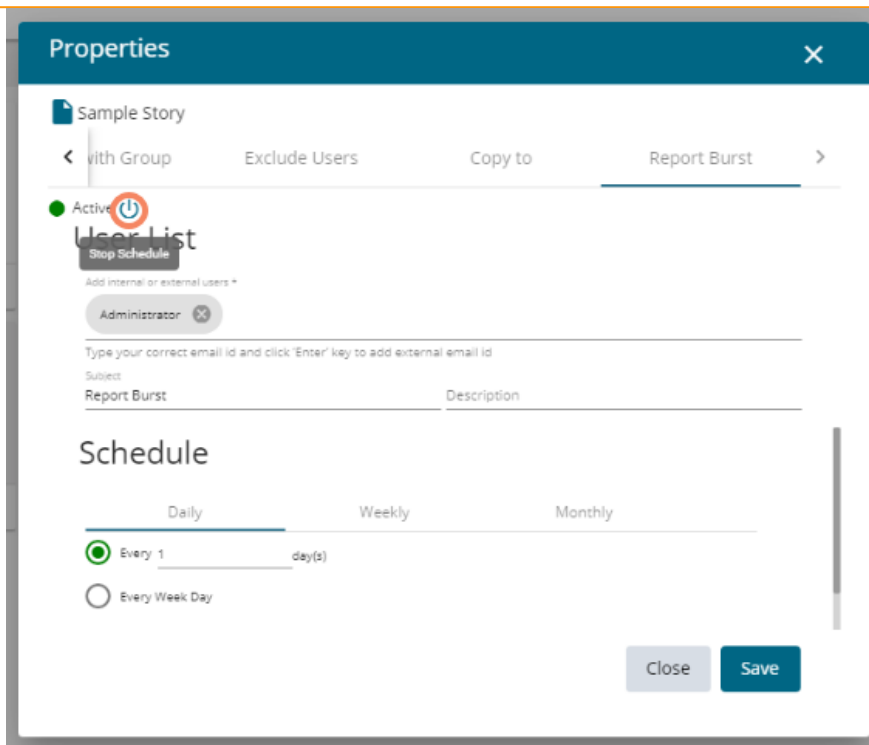 Properties
Sample Story
with Group Exclude Users Copy to Report Burst
Active
User List
Stop Schedule
Add internal or external users *
Administrator
Type your correct email id and click 'Enter' key to add external email id
Subject
Report Burst Description
Schedule
Daily Weekly Monthly
Every 1 day(s)
Every Week Day
Close Save